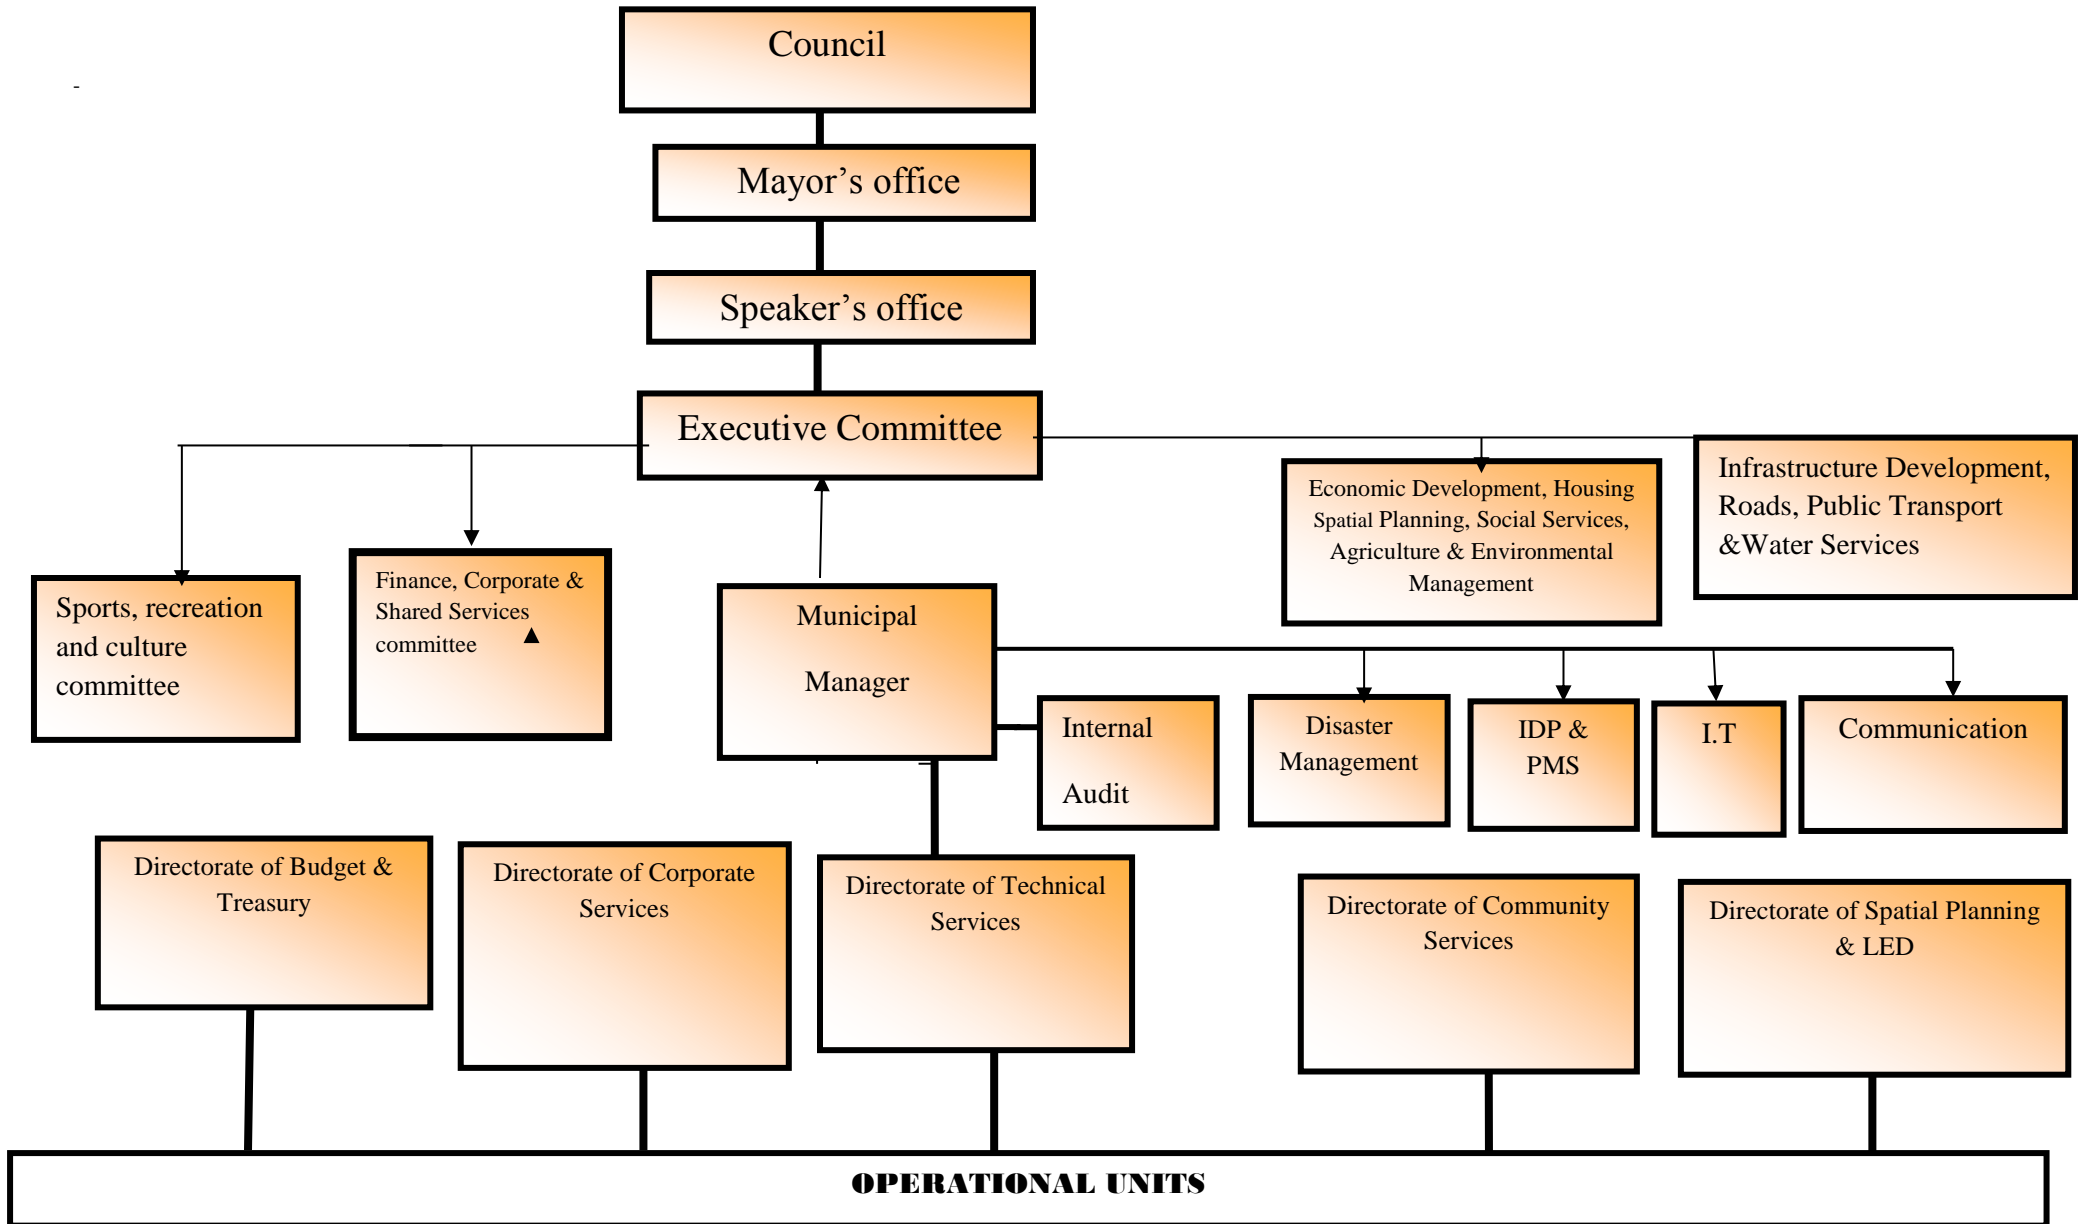 Council
-
Mayor’s office
Speaker’s office
Executive Committee
Infrastructure Development,
Roads, Public Transport
&Water Services
Economic Development, Housing
Spatial Planning, Social Services,
Agriculture & Environmental
Management
Finance, Corporate &
Shared Services
committee
Sports, recreation
and culture
committee
Municipal
Manager
Internal
Audit
Disaster
Management
IDP &
PMS
I.T
Communication
Directorate of Budget &
Treasury
Directorate of Corporate
Services
Directorate of Technical
Services
Directorate of Community
Services
Directorate of Spatial Planning
& LED
OPERATIONAL UNITS